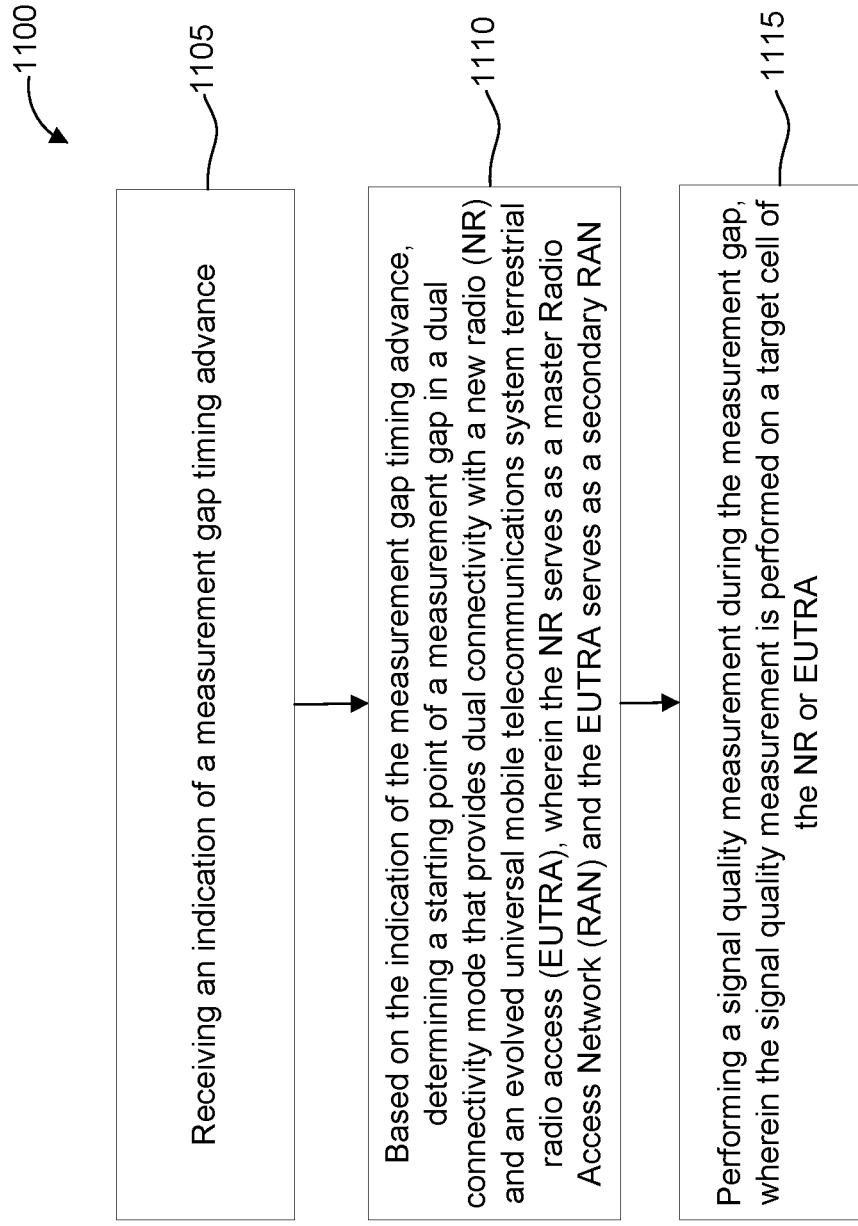 1100
Receiving an indication of a measurement gap timing advance
1105
Based on the indication of the measurement gap timing advance,
determining a starting point of a measurement gap in a dual
connectivity mode that provides dual connectivity with a new radio (NR)
and an evolved universal mobile telecommunications system terrestrial
radio access (EUTRA), wherein the NR serves as a master Radio
Access Network (RAN) and the EUTRA serves as a secondary RAN
1110
Performing a signal quality measurement during the measurement gap,
wherein the signal quality measurement is performed on a target cell of
the NR or EUTRA
1115